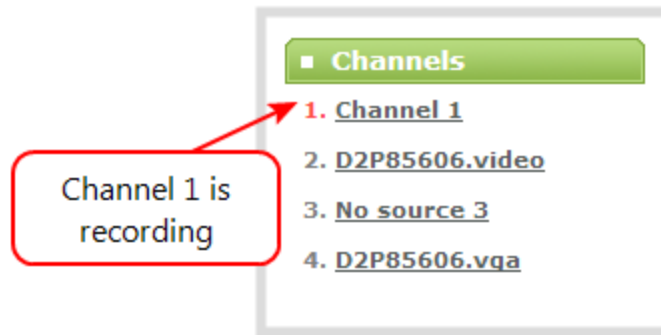 Channels
1. Channel 1
2. D2P85606.video
3. No source 3
4. D2P85606.vga
Channel 1 is
recording